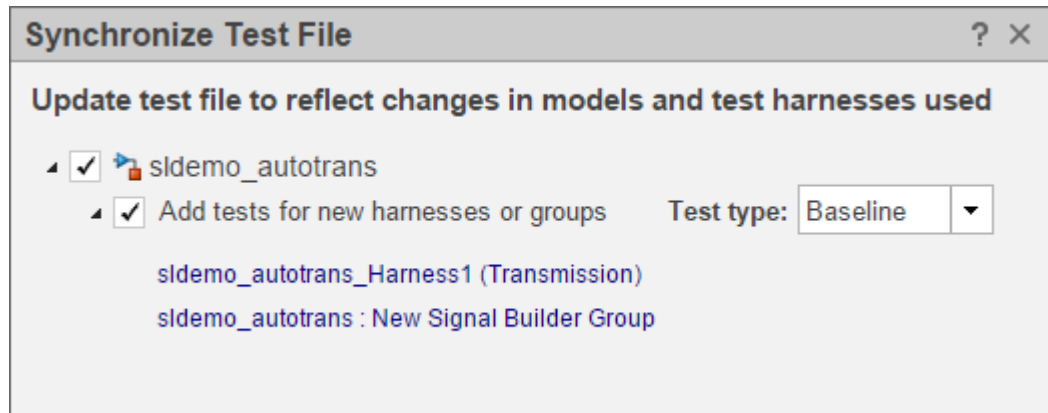 Synchronize Test File ? ×
Update test file to reflect changes in models and test harnesses used
sldemo_autotrans
Add tests for new harnesses or groups Test type: Baseline
sldemo_autotrans_Harness1 (Transmission)
sldemo_autotrans : New Signal Builder Group